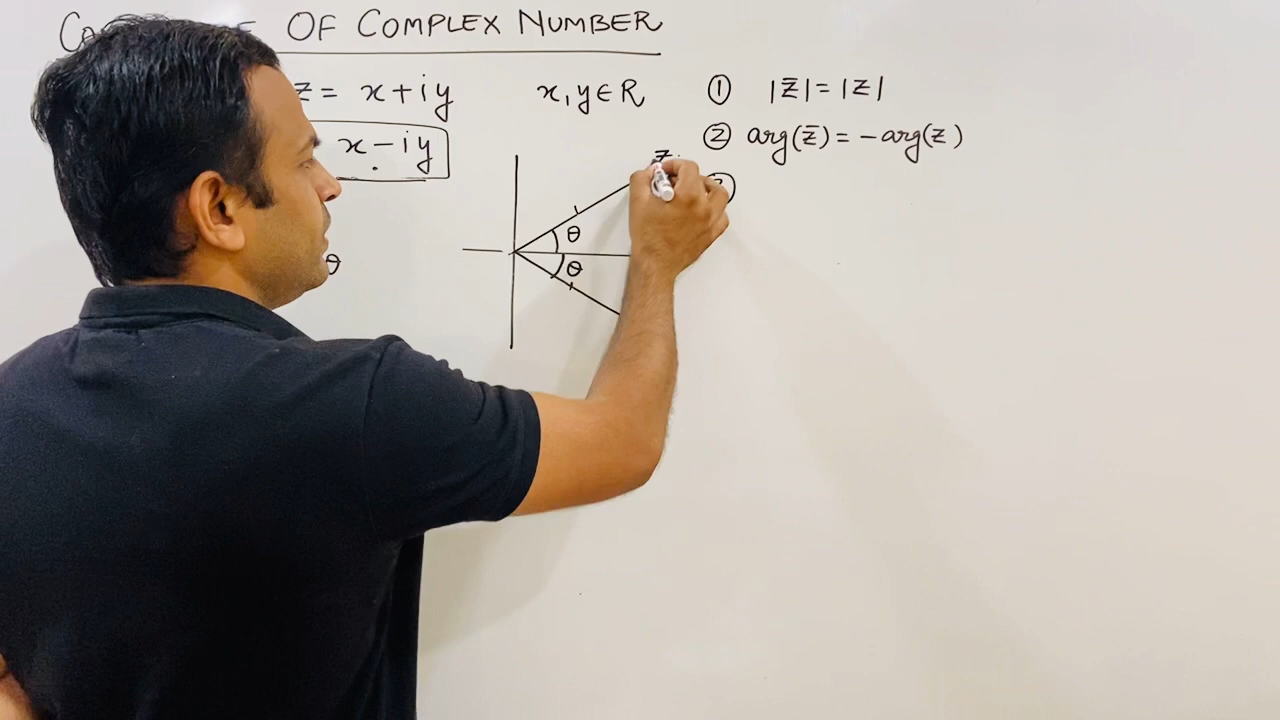 OF COMPLEX NUMBER
z = x+iy x,y∈R
x-iy
① |z̄|=|z|
② arg(z̄)=-arg(z)
z
θ
θ
θ